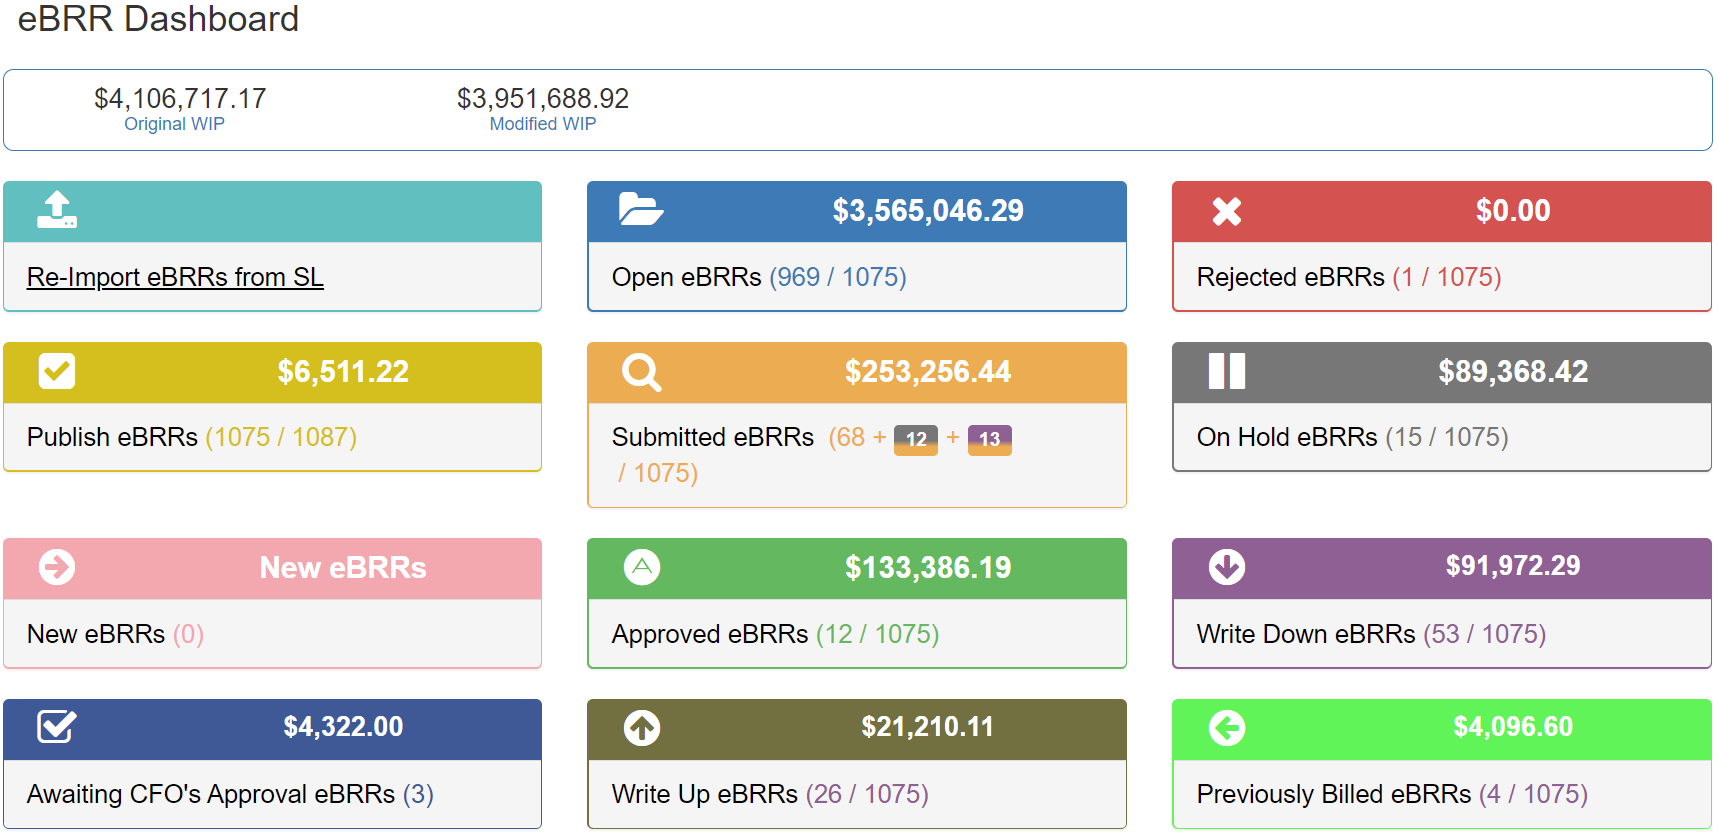 eBRR Dashboard
$4,106,717.17
Original WIP
$3,951,688.92
Modified WIP
Re-Import eBRRs from SL
$3,565,046.29
Open eBRRs (969 / 1075)
$0.00
Rejected eBRRs (1 / 1075)
$6,511.22
Publish eBRRs (1075 / 1087)
$253,256.44
Submitted eBRRs (68 + 12 + 13
/ 1075)
$89,368.42
On Hold eBRRs (15 / 1075)
New eBRRs
New eBRRs (0)
$133,386.19
Approved eBRRs (12 / 1075)
$91,972.29
Write Down eBRRs (53 / 1075)
$4,322.00
Awaiting CFO's Approval eBRRs (3)
$21,210.11
Write Up eBRRs (26 / 1075)
$4,096.60
Previously Billed eBRRs (4 / 1075)